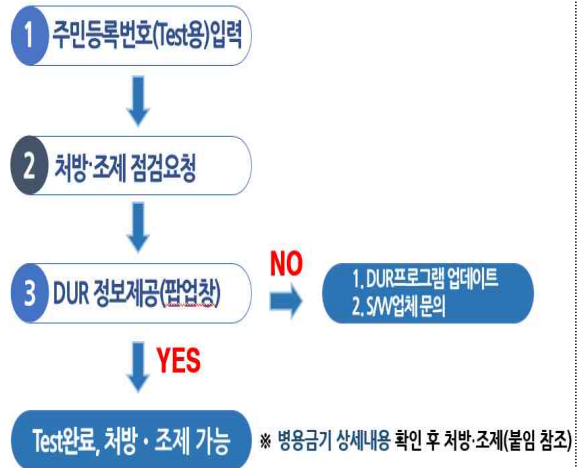 1 주민등록번호(Test용)입력
2 처방·조제 점검요청
3 DUR 정보제공(팝업창)
NO
1. DUR프로그램 업데이트
2. S/W업체 문의
YES
Test완료, 처방・조제 가능
※ 병용금기 상세내용 확인 후 처방·조제(붙임 참조)